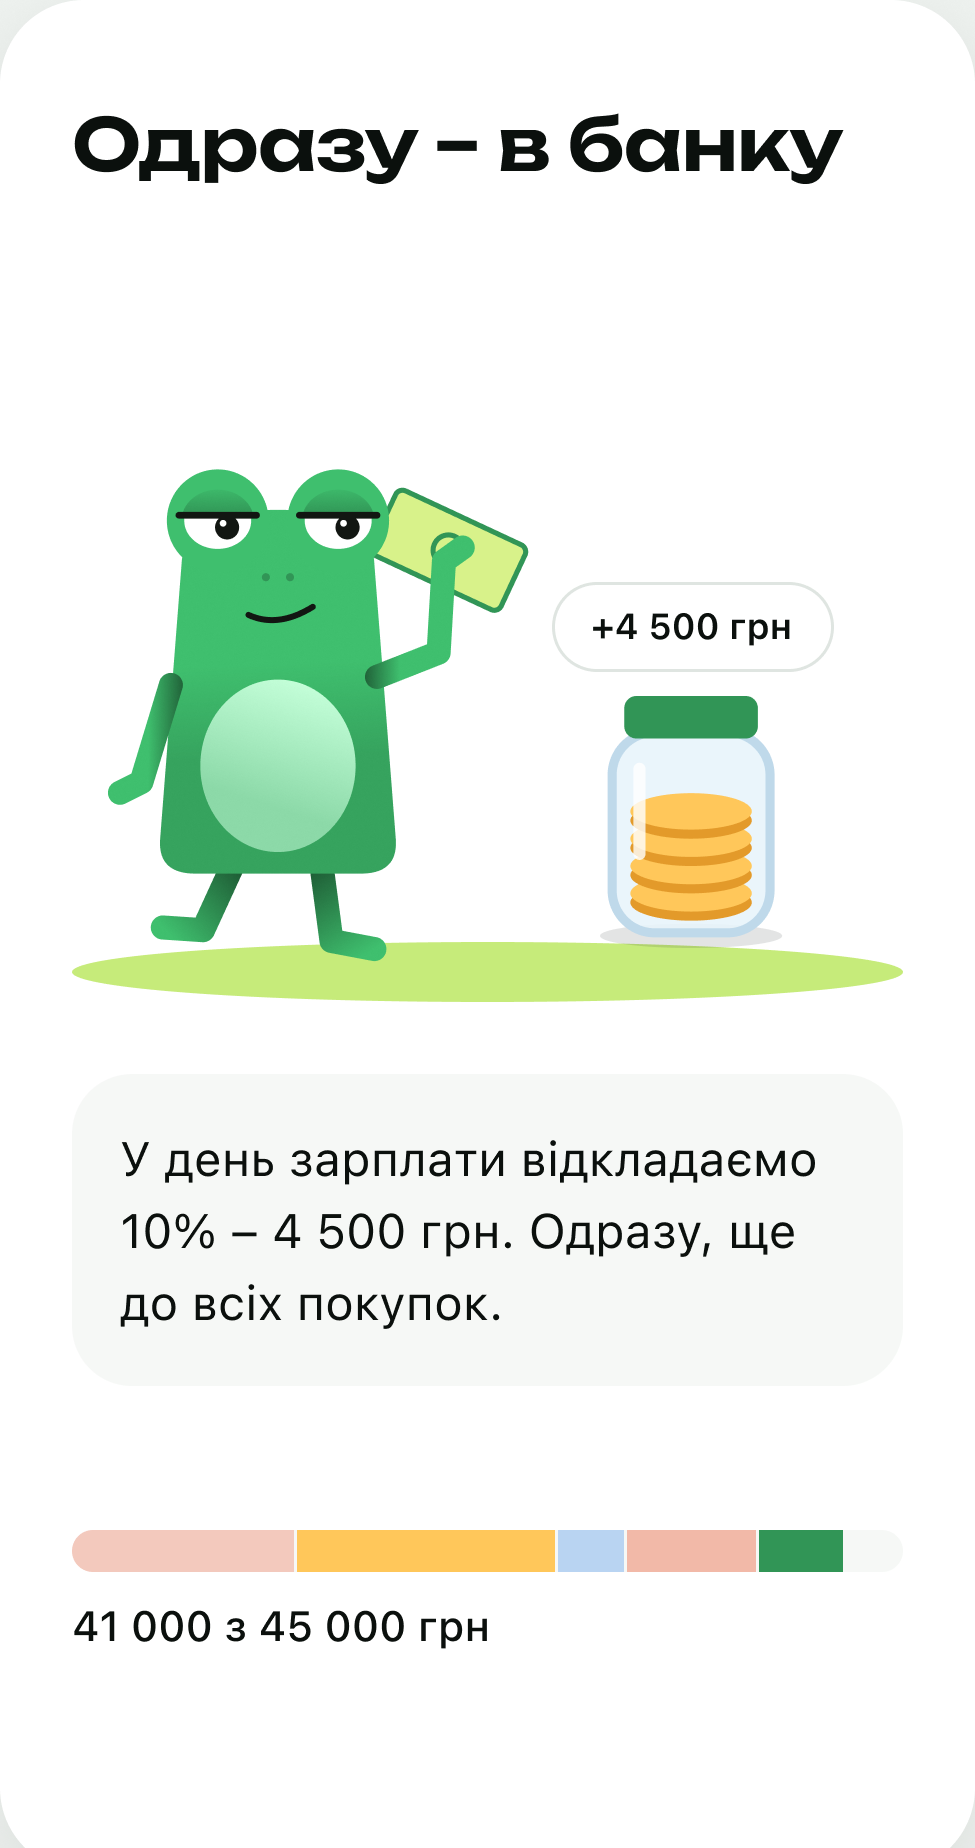 Одразу – в банку
+4 500 грн
У день зарплати відкладаємо
10% – 4 500 грн. Одразу, ще
до всіх покупок.
41 000 з 45 000 грн